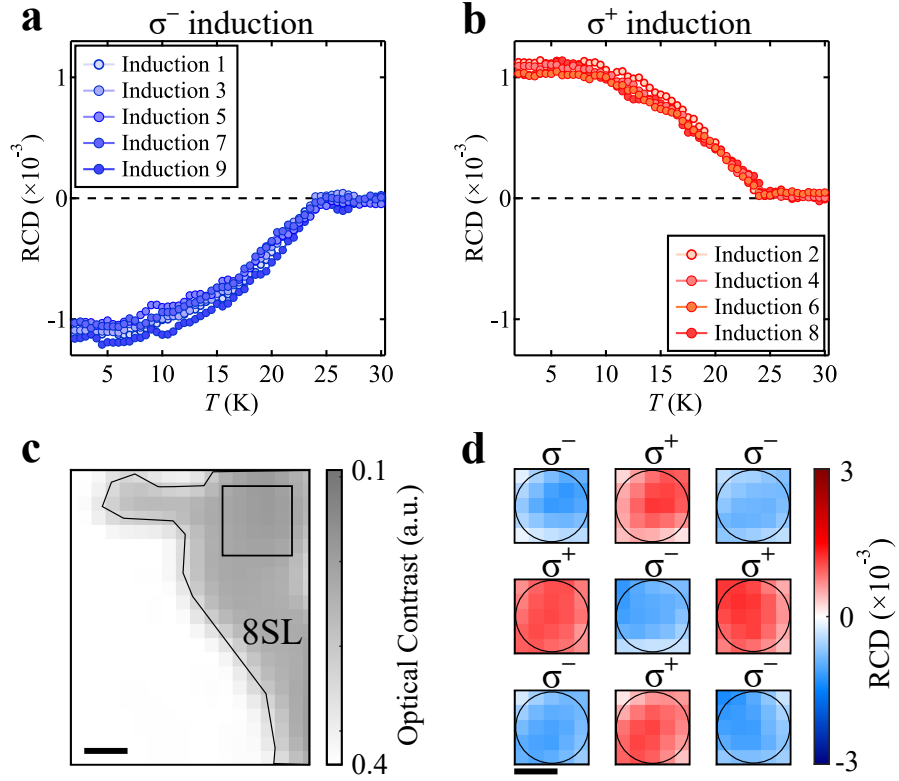 a
σ⁻ induction
RCD (×10⁻³)
1
0
-1
Induction 1
Induction 3
Induction 5
Induction 7
Induction 9
5
10
15
20
25
30
T (K)
b
σ⁺ induction
RCD (×10⁻³)
1
0
-1
Induction 2
Induction 4
Induction 6
Induction 8
5
10
15
20
25
30
T (K)
c
8SL
0.1
0.4
Optical Contrast (a.u.)
d
σ⁻ σ⁺ σ⁻
σ⁺ σ⁻ σ⁺
σ⁻ σ⁺ σ⁻
3
0
-3
RCD (×10⁻³)